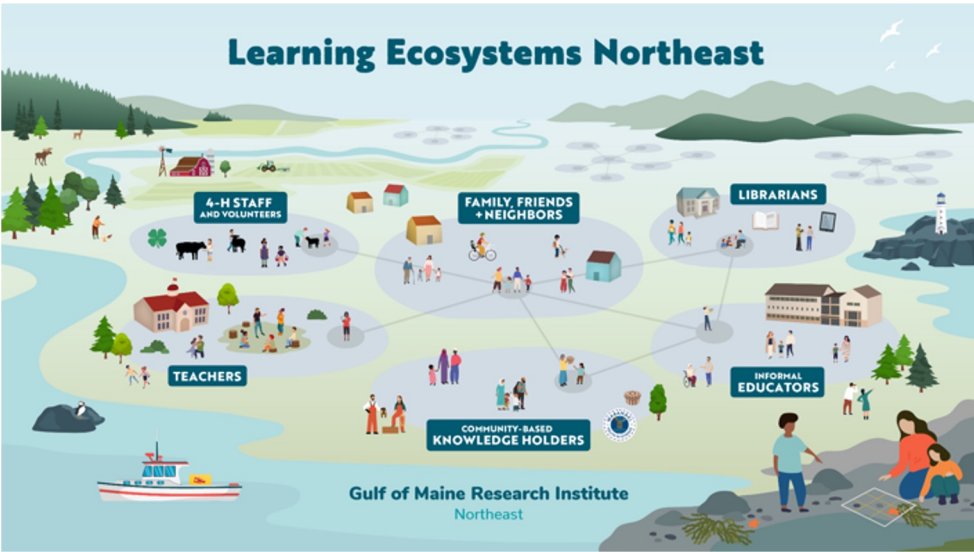 Learning Ecosystems Northeast
4-H STAFF
AND VOLUNTEERS
FAMILY, FRIENDS
+ NEIGHBORS
LIBRARIANS
TEACHERS
INFORMAL
EDUCATORS
COMMUNITY-BASED
KNOWLEDGE HOLDERS
Gulf of Maine Research Institute
Northeast